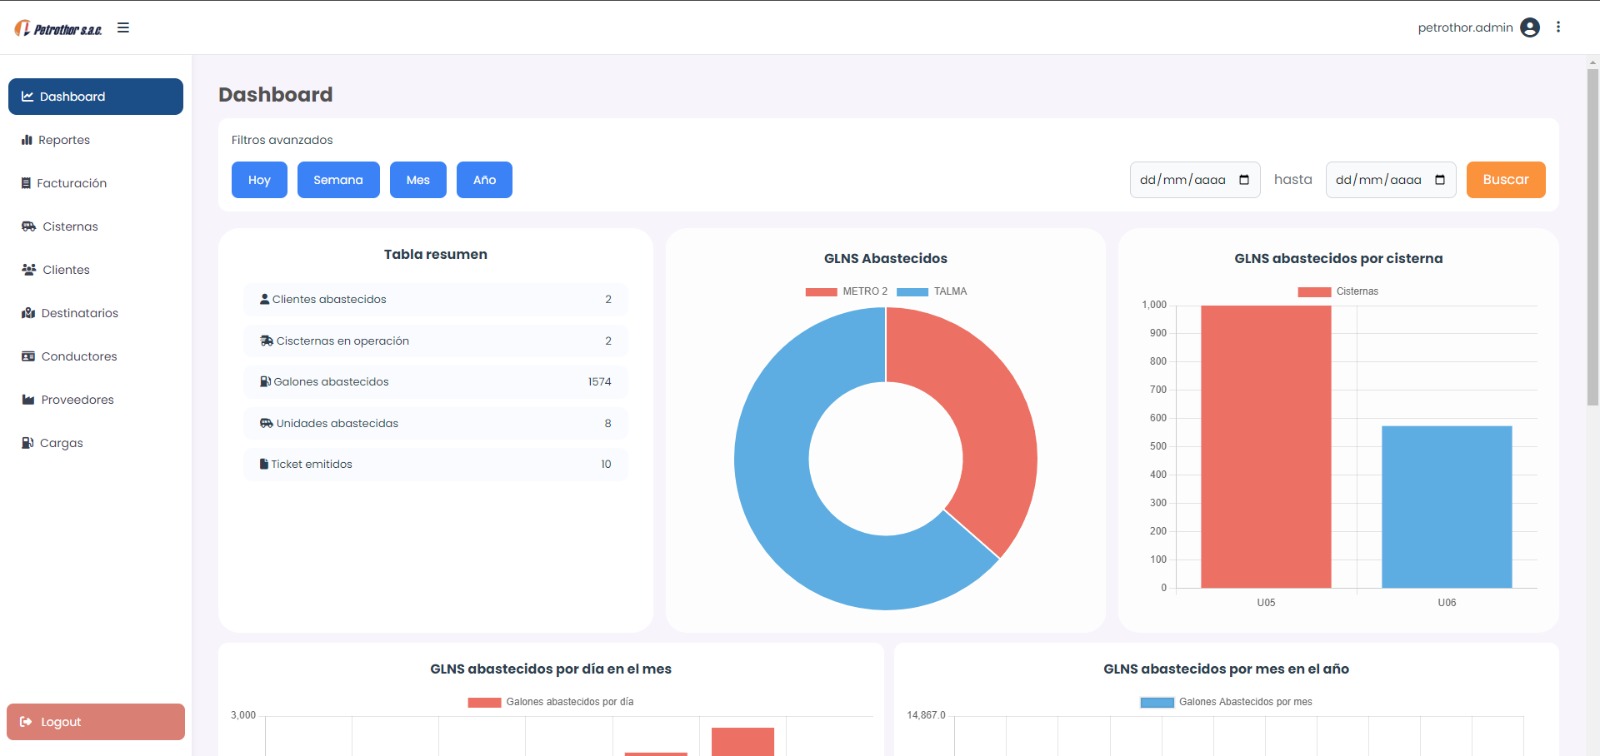 Petrothor s.a.c.
petrothor.admin
Dashboard
Reportes
Facturación
Cisternas
Clientes
Destinatarios
Conductores
Proveedores
Cargas
Logout
Dashboard
Filtros avanzados
Hoy
Semana
Mes
Año
dd/mm/aaaa
hasta
dd/mm/aaaa
Buscar
Tabla resumen
Clientes abastecidos 2
Ciscternas en operación 2
Galones abastecidos 1574
Unidades abastecidas 8
Ticket emitidos 10
GLNS Abastecidos
METRO 2 TALMA
GLNS abastecidos por cisterna
Cisternas
1,000
900
800
700
600
500
400
300
200
100
0
U05 U06
GLNS abastecidos por día en el mes
Galones abastecidos por día
3,000
GLNS abastecidos por mes en el año
Galones Abastecidos por mes
14,867.0